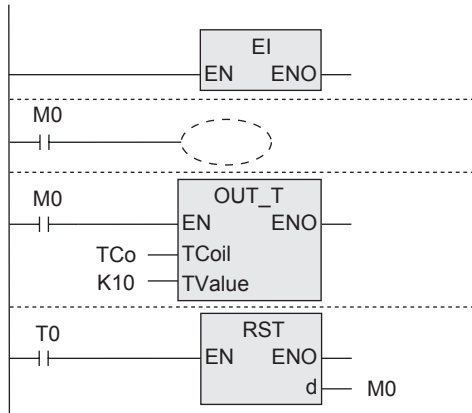 EI
EN ENO
M0
M0
OUT_T
EN ENO
TCo TCoil
K10 TValue
T0
RST
EN ENO
d M0